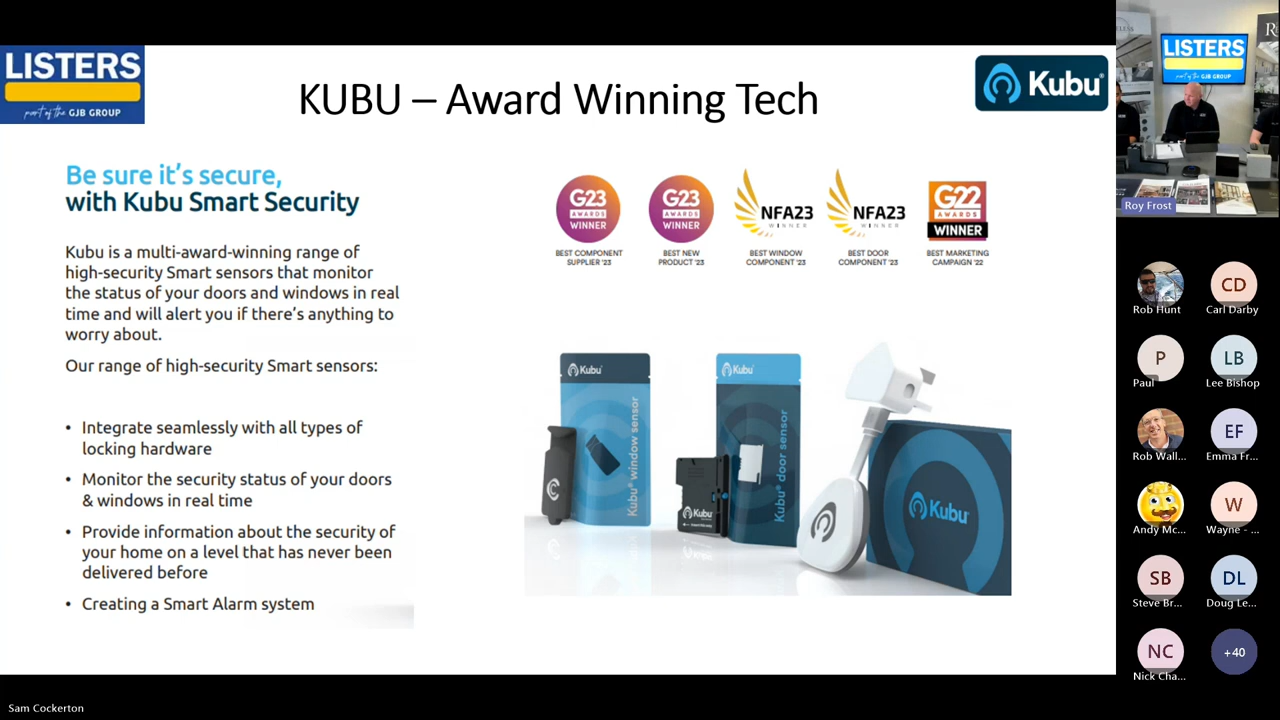 LISTERS
part of the GJB GROUP
KUBU – Award Winning Tech
Kubu®
Be sure it's secure,
with Kubu Smart Security
Kubu is a multi-award-winning range of
high-security Smart sensors that monitor
the status of your doors and windows in real
time and will alert you if there's anything to
worry about.
Our range of high-security Smart sensors:
• Integrate seamlessly with all types of
locking hardware
• Monitor the security status of your doors
& windows in real time
• Provide information about the security of
your home on a level that has never been
delivered before
• Creating a Smart Alarm system
G23
AWARDS
WINNER
BEST COMPONENT
SUPPLIER '23
G23
AWARDS
WINNER
BEST NEW
PRODUCT '23
NFA23
WINNER
BEST WINDOW
COMPONENT '23
NFA23
WINNER
BEST DOOR
COMPONENT '23
G22
AWARDS
WINNER
BEST MARKETING
CAMPAIGN '22
Kubu
Kubu® window sensor
Kubu
Kubu® door sensor
Kubu
Kubu
LISTERS
part of the GJB GROUP
R
Roy Frost
Rob Hunt
CD
Carl Darby
P
Paul
LB
Lee Bishop
Rob Wall...
EF
Emma Fr...
Andy Mc...
W
Wayne - ...
SB
Steve Br...
DL
Doug Le...
NC
Nick Cha...
+40
Sam Cockerton